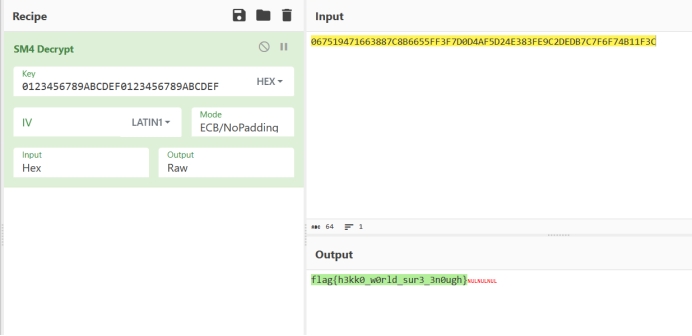 Recipe
SM4 Decrypt
Key
0123456789ABCDEF0123456789ABCDEF
HEX
IV
LATIN1
Mode
ECB/NoPadding
Input
Hex
Output
Raw
Input
067519471663887C8B6655FF3F7D0D4AF5D24E383FE9C2DEDB7C7F6F74B11F3C
ABC 64 1
Output
flag{h3kk0_w0rld_sur3_3n0ugh}NULNULNUL